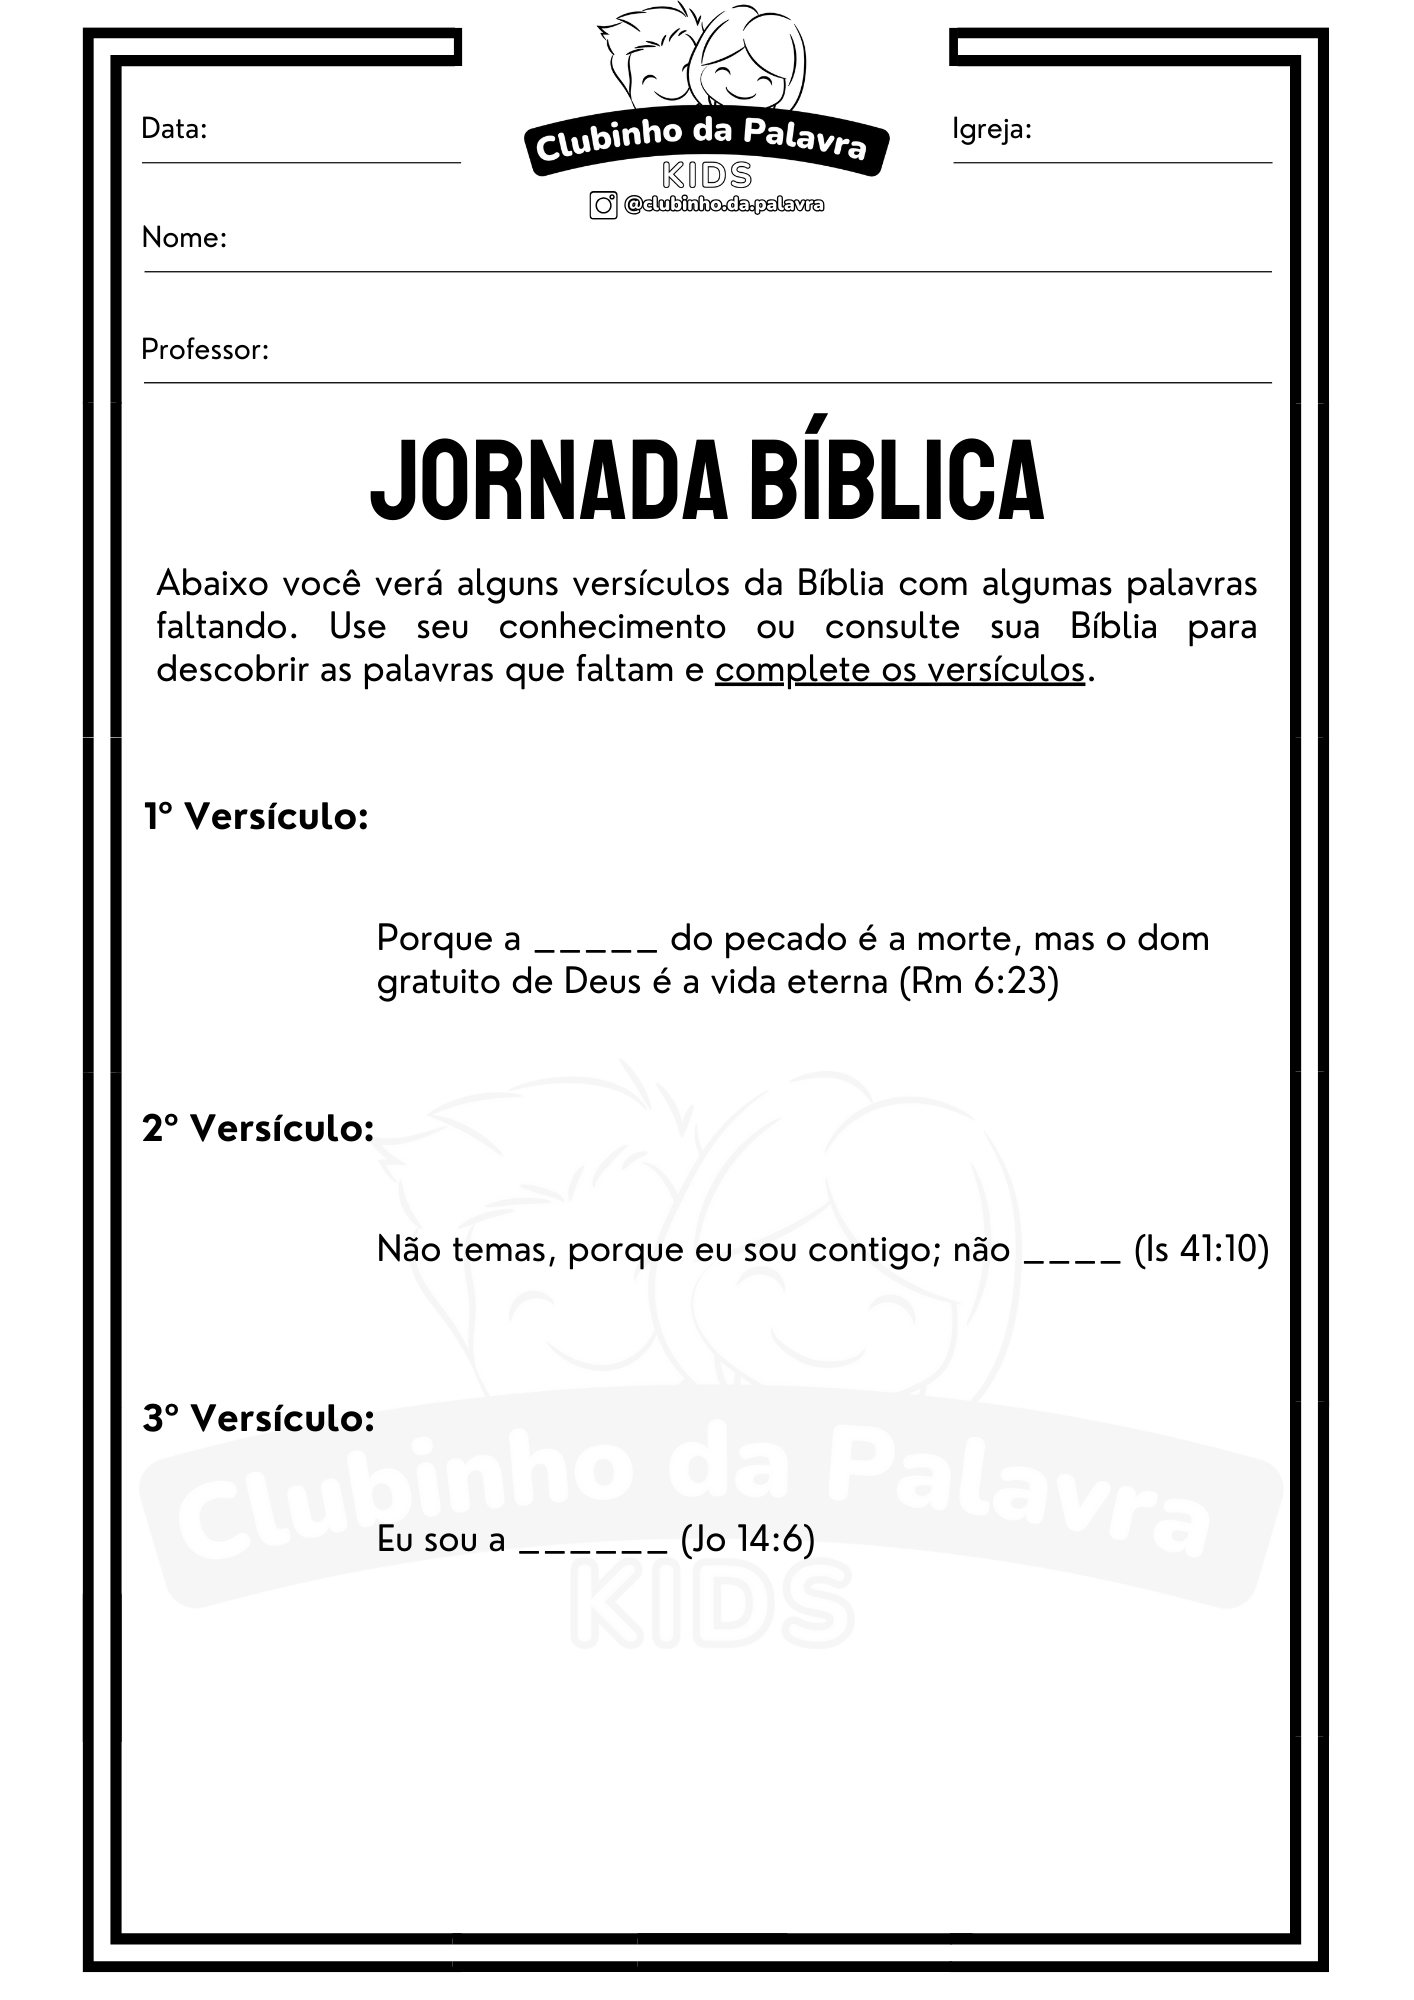 Data:
Clubinho da Palavra
KIDS
@clubinho.da.palavra
Igreja:
Nome:
Professor:
JORNADA BÍBLICA
Abaixo você verá alguns versículos da Bíblia com algumas palavras
faltando. Use seu conhecimento ou consulte sua Bíblia para
descobrir as palavras que faltam e complete os versículos.
1º Versículo:
Porque a _ _ _ _ _ do pecado é a morte, mas o dom
gratuito de Deus é a vida eterna (Rm 6:23)
2º Versículo:
Não temas, porque eu sou contigo; não _ _ _ _ (Is 41:10)
3º Versículo:
Clubinho da Palavra
Eu sou a _ _ _ _ _ _ (Jo 14:6)
KIDS